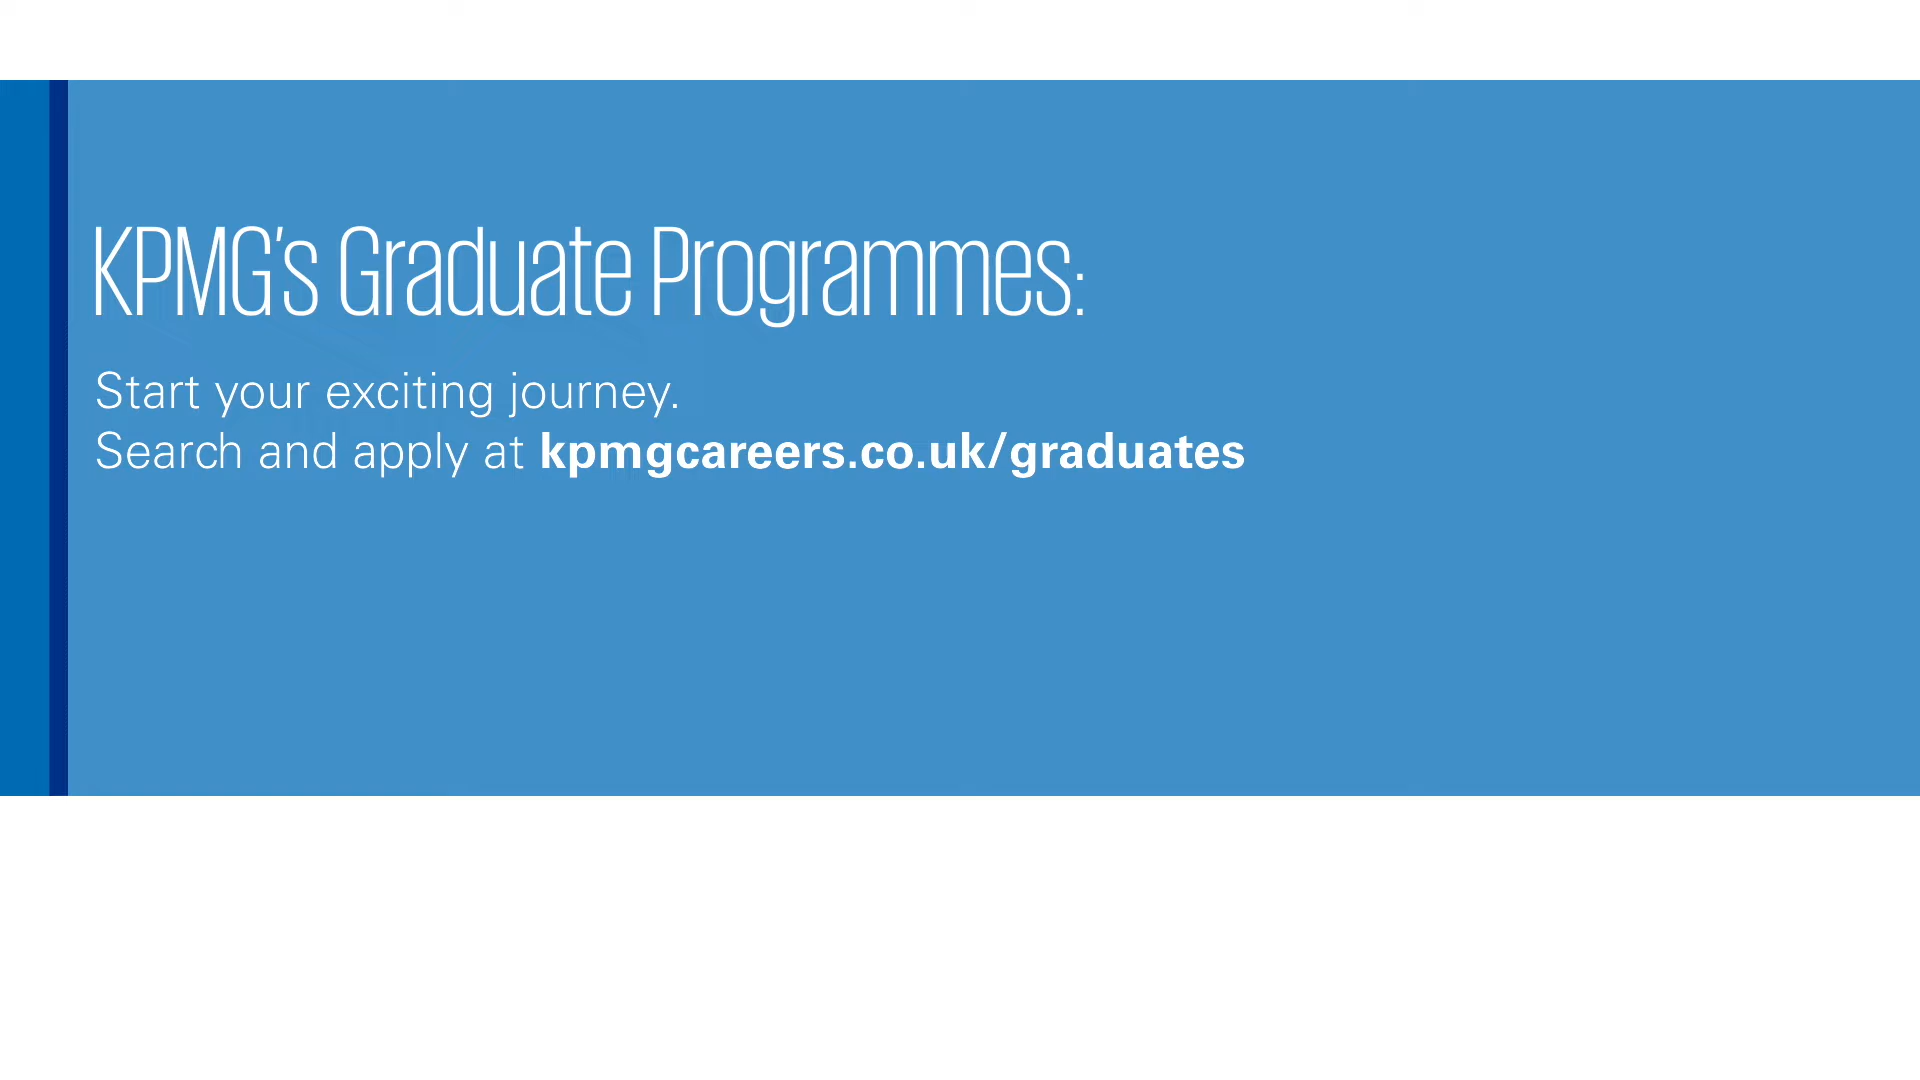 KPMG's Graduate Programmes:
Start your exciting journey.
Search and apply at kpmgcareers.co.uk/graduates